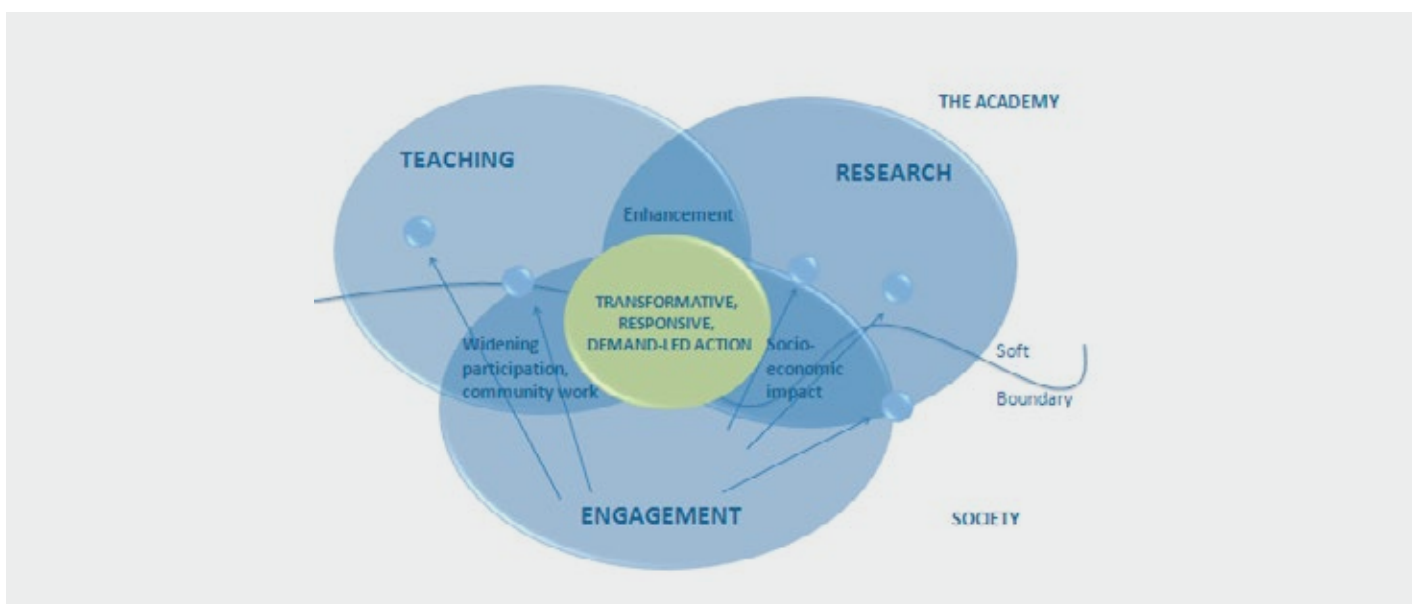 THE ACADEMY
TEACHING
RESEARCH
Enhancement
TRANSFORMATIVE,
RESPONSIVE,
DEMAND-LED ACTION
Widening
participation,
community work
Socio-
economic
impact
Soft
Boundary
ENGAGEMENT
SOCIETY